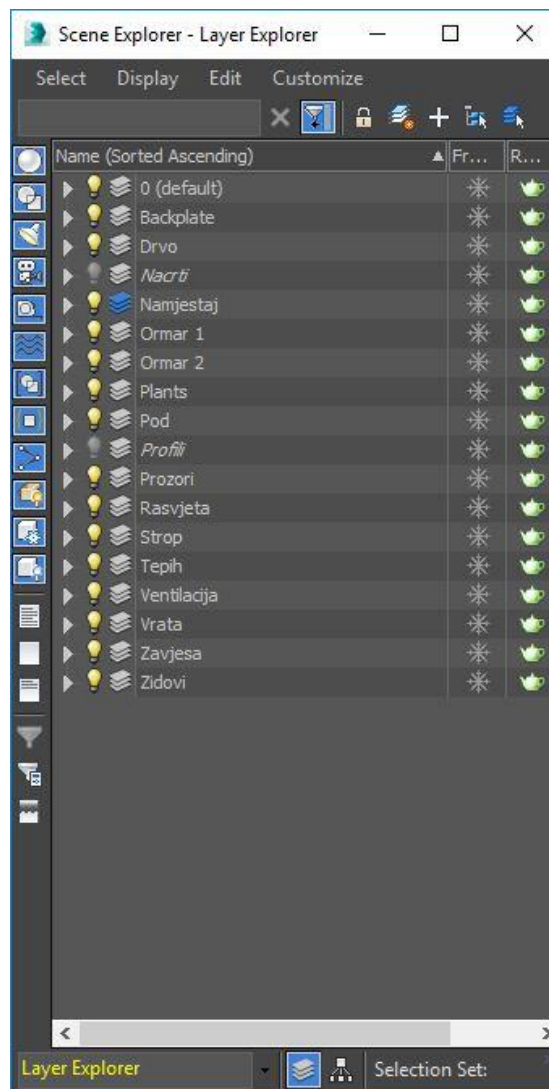 Scene Explorer - Layer Explorer
Select Display Edit Customize
Name (Sorted Ascending) Fr... R...
0 (default)
Backplate
Drvo
Nacrti
Namjestaj
Ormar 1
Ormar 2
Plants
Pod
Profili
Prozori
Rasvjeta
Strop
Tepih
Ventilacija
Vrata
Zavjesa
Zidovi
Layer Explorer Selection Set: